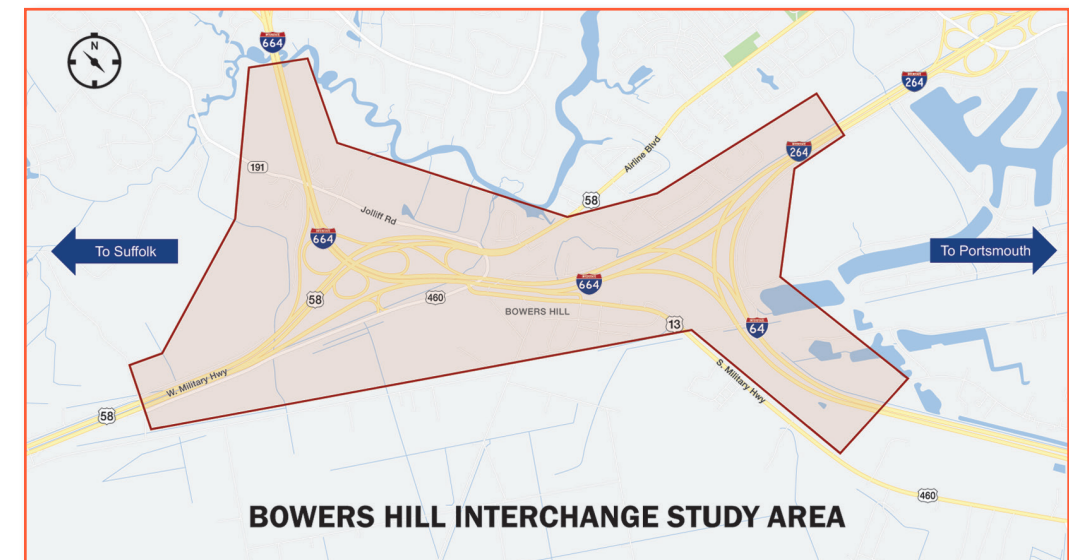 N
664
264
191
Airline Blvd
264
58
Jolliff Rd
664
To Suffolk
To Portsmouth
58
460
664
BOWERS HILL
13
64
W. Military Hwy
S. Military Hwy
58
460
BOWERS HILL INTERCHANGE STUDY AREA